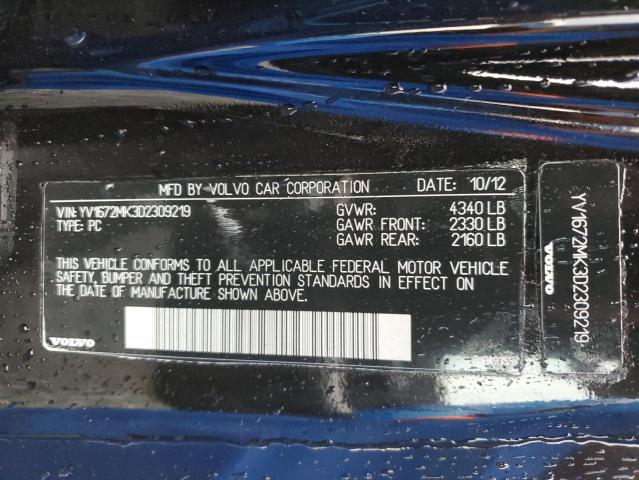 MFD BY VOLVO CAR CORPORATION DATE: 10/12
VIN: YV1672MK3D2309219 GVWR: 4340 LB
TYPE: PC GAWR FRONT: 2330 LB
GAWR REAR: 2160 LB
THIS VEHICLE CONFORMS TO ALL APPLICABLE FEDERAL MOTOR VEHICLE
SAFETY, BUMPER AND THEFT PREVENTION STANDARDS IN EFFECT ON
THE DATE OF MANUFACTURE SHOWN ABOVE.
VOLVO
VOLVO
YV1672MK3D2309219